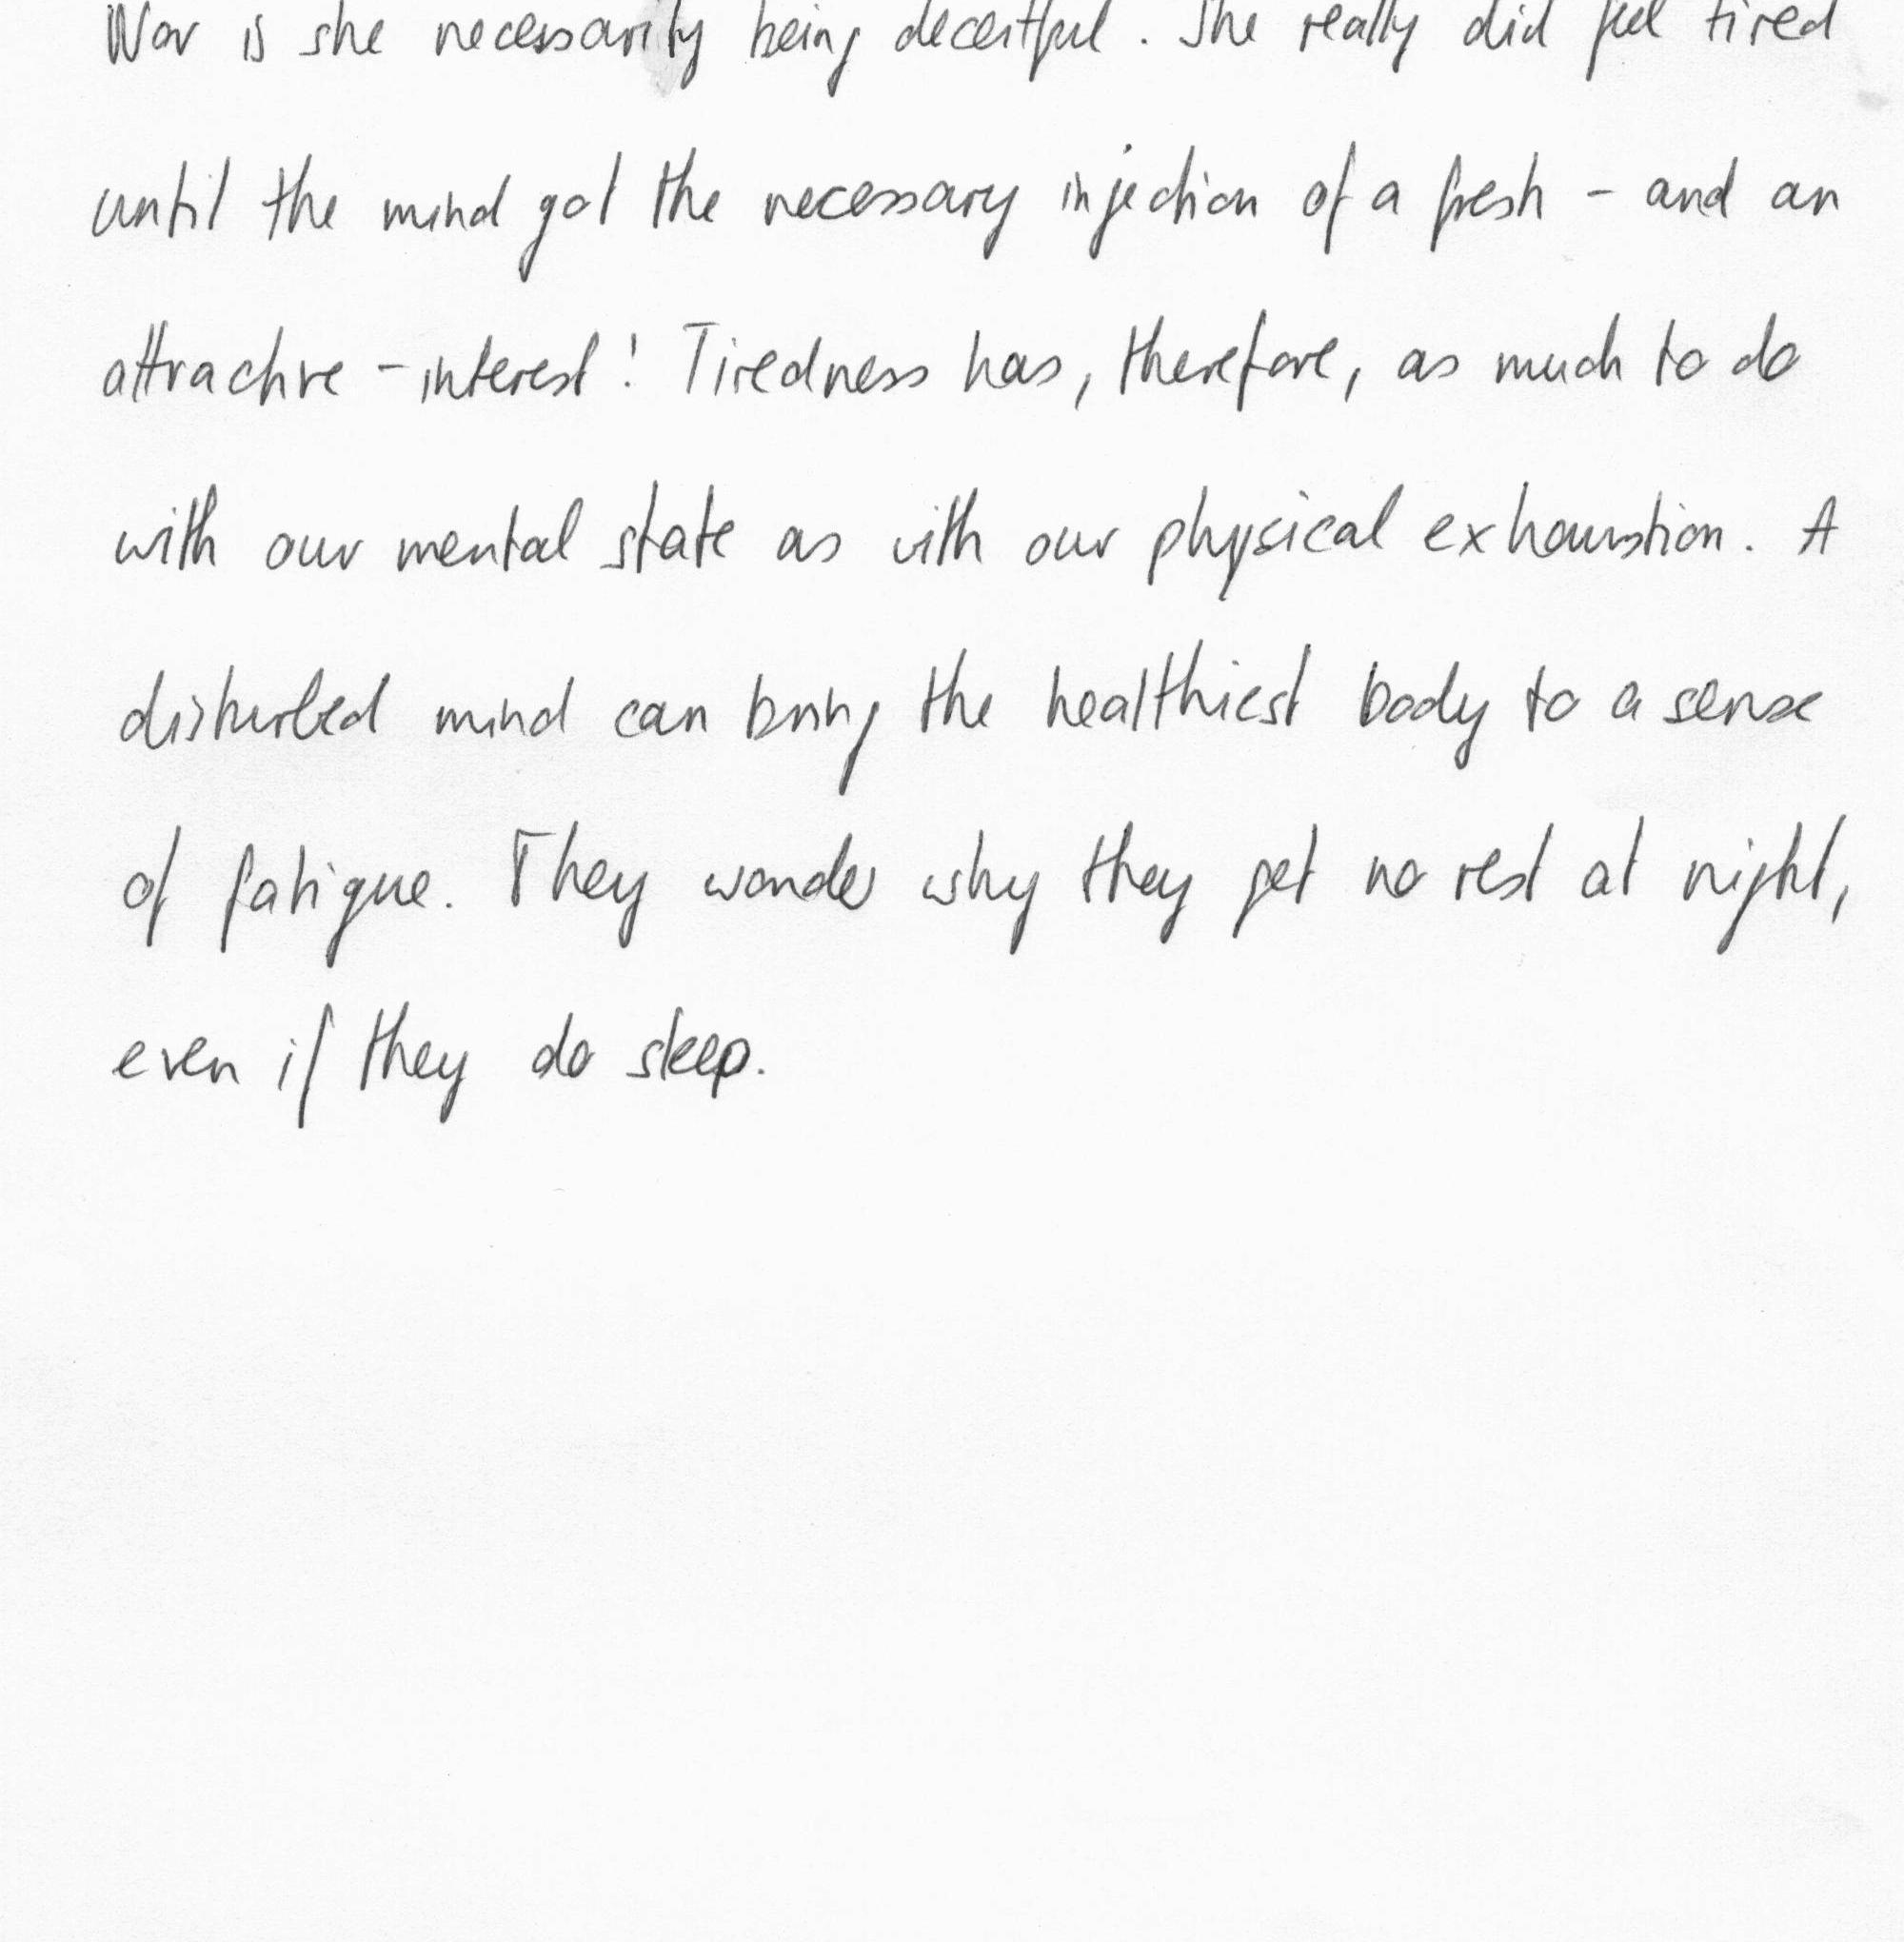 Nor is she necessarily being deceitful. She really did feel tired
until the mind got the necessary injection of a fresh - and an
attractive - interest! Tiredness has, therefore, as much to do
with our mental state as with our physical exhaustion. A
disturbed mind can bring the healthiest body to a sense
of fatigue. They wonder why they get no rest at night,
even if they do sleep.